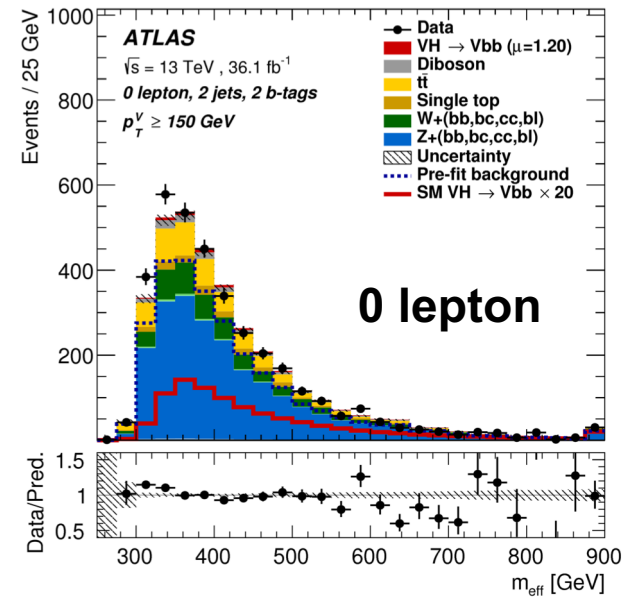 Events / 25 GeV
1000
800
600
400
200
ATLAS
√s = 13 TeV , 36.1 fb⁻¹
0 lepton, 2 jets, 2 b-tags
p_T^V ≥ 150 GeV
Data
VH → Vbb (μ=1.20)
Diboson
tt̄
Single top
W+(bb,bc,cc,bl)
Z+(bb,bc,cc,bl)
Uncertainty
Pre-fit background
SM VH → Vbb × 20
0 lepton
Data/Pred.
1.5
1
0.5
300 400 500 600 700 800 900
m_eff [GeV]